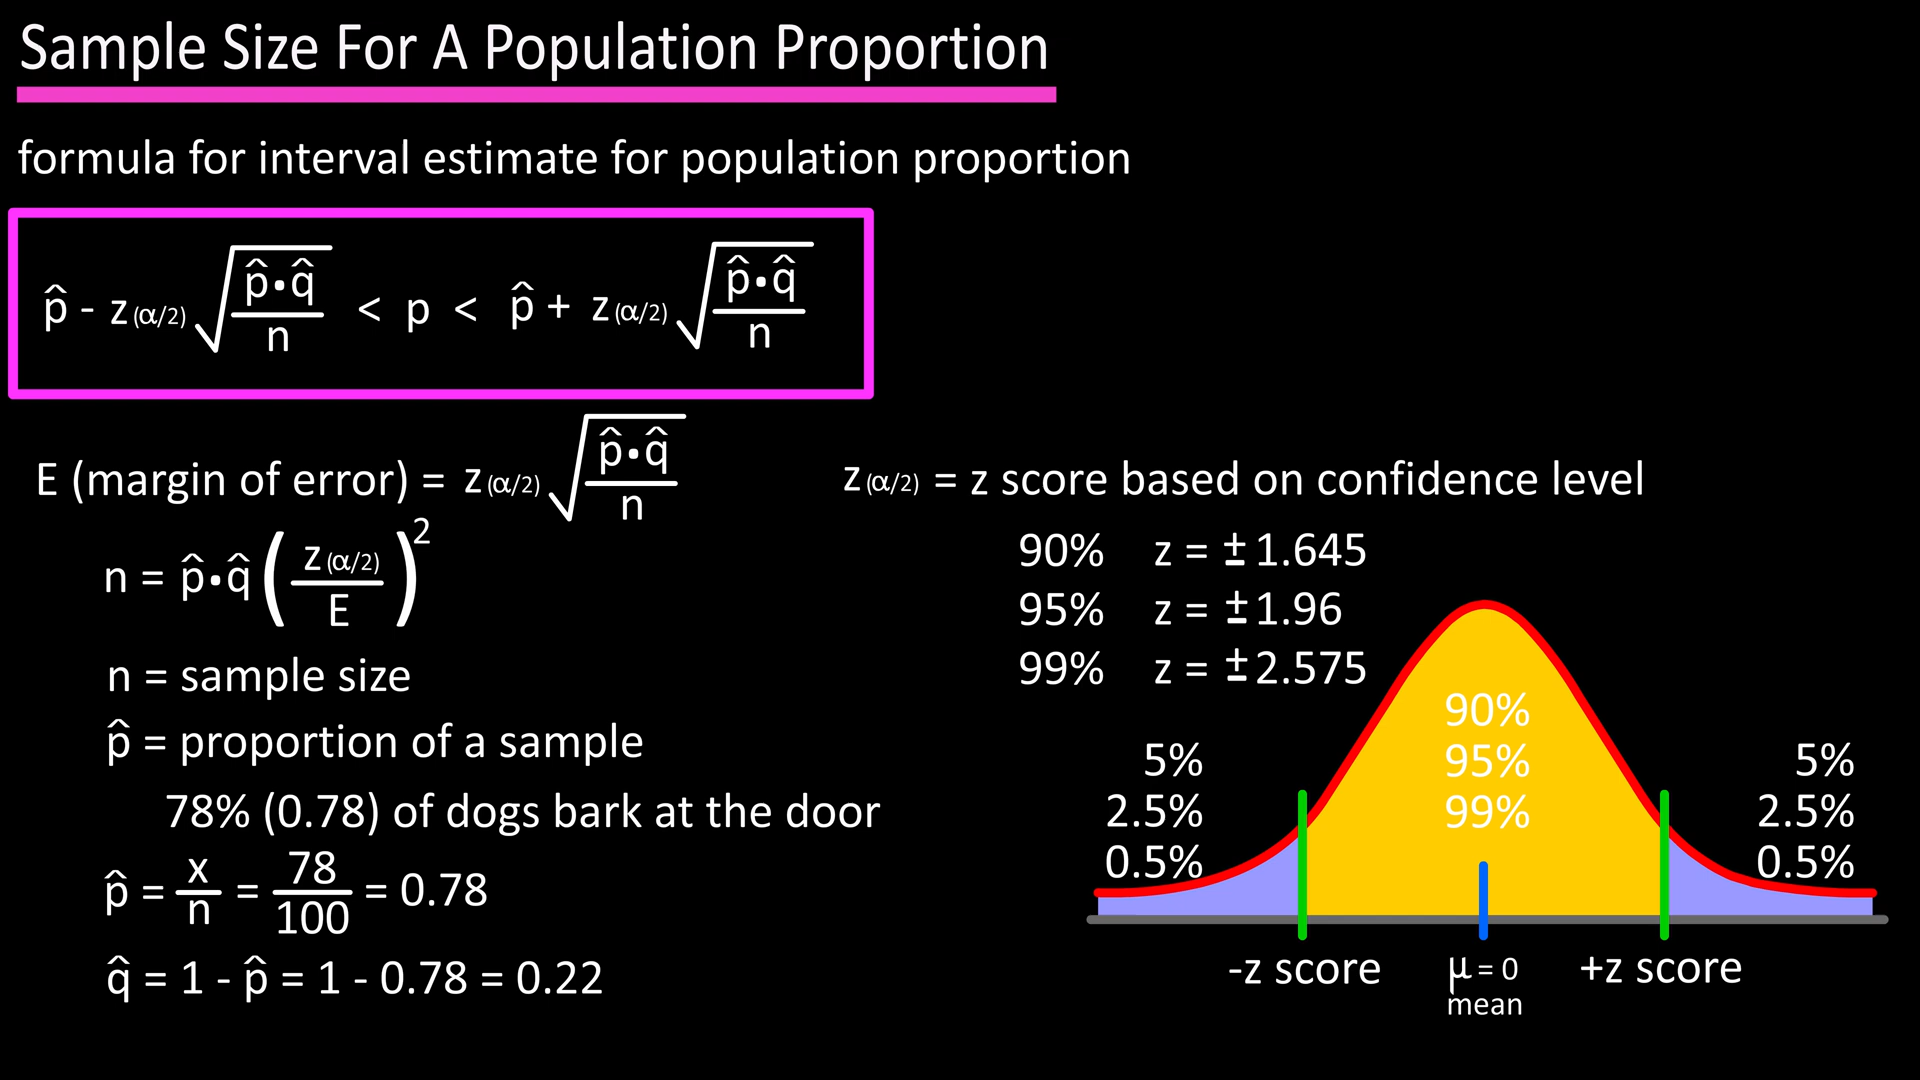 Sample Size For A Population Proportion
formula for interval estimate for population proportion
p̂ - z(α/2) √(p̂·q̂/n) < p < p̂ + z(α/2) √(p̂·q̂/n)
E (margin of error) = z(α/2) √(p̂·q̂/n)
n = p̂·q̂ (z(α/2)/E)²
n = sample size
p̂ = proportion of a sample
78% (0.78) of dogs bark at the door
p̂ = x/n = 78/100 = 0.78
q̂ = 1 - p̂ = 1 - 0.78 = 0.22
z(α/2) = z score based on confidence level
90% z = ±1.645
95% z = ±1.96
99% z = ±2.575
90%
95%
99%
5%
2.5%
0.5%
5%
2.5%
0.5%
-z score
μ = 0
mean
+z score